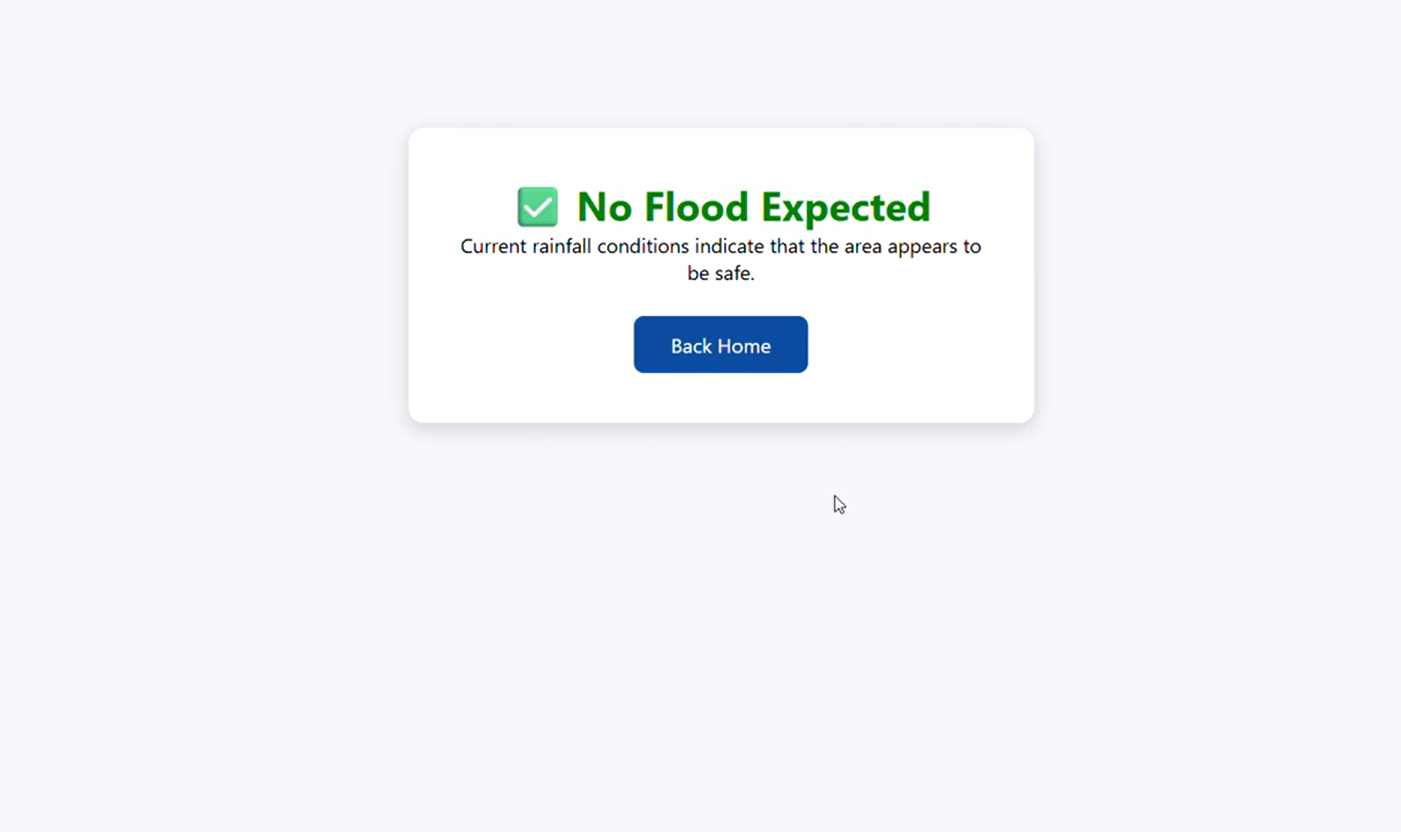 ✅ No Flood Expected
Current rainfall conditions indicate that the area appears to
be safe.
Back Home